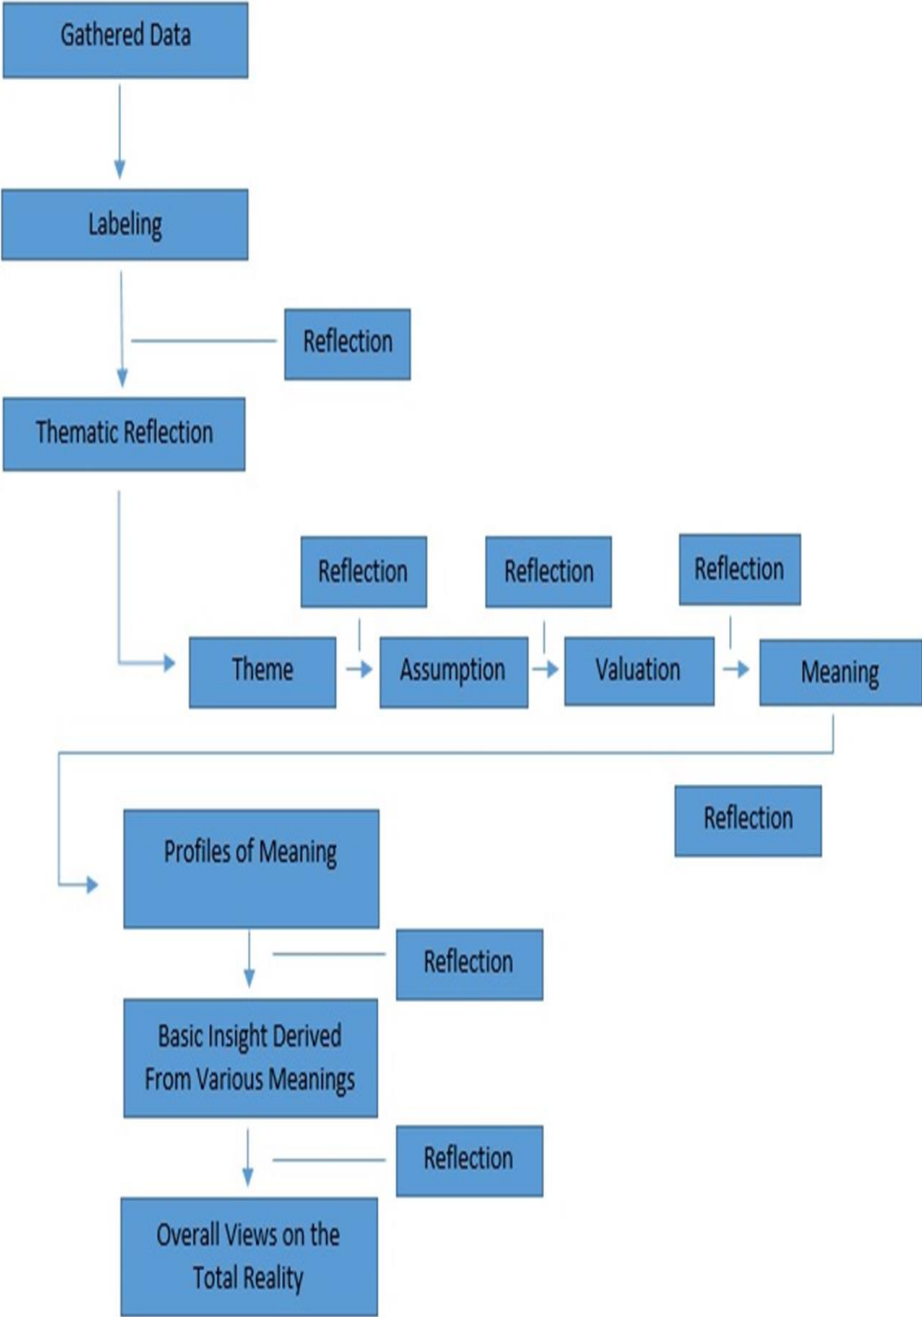 Gathered Data
Labeling
Reflection
Thematic Reflection
Reflection
Reflection
Reflection
Theme
Assumption
Valuation
Meaning
Reflection
Profiles of Meaning
Reflection
Basic Insight Derived
From Various Meanings
Reflection
Overall Views on the
Total Reality